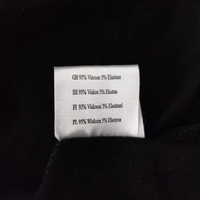 GB 95% Viscose 5% Elastane
SE 95% Viskos 5% Elastan
FI 95% Viskoosi 5% Elastaani
PL 95% Wiskoza 5% Elastyna